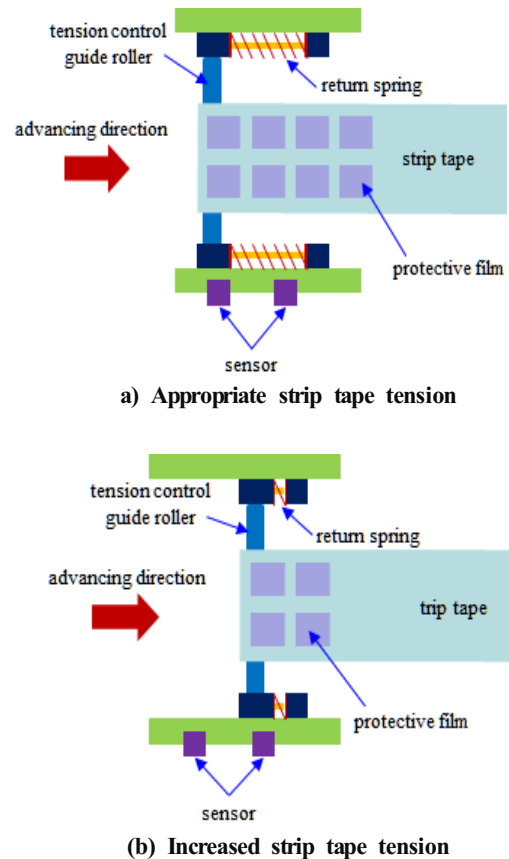 tension control
guide roller
return spring
advancing direction
strip tape
protective film
sensor
a) Appropriate strip tape tension
tension control
guide roller
return spring
advancing direction
trip tape
protective film
sensor
(b) Increased strip tape tension